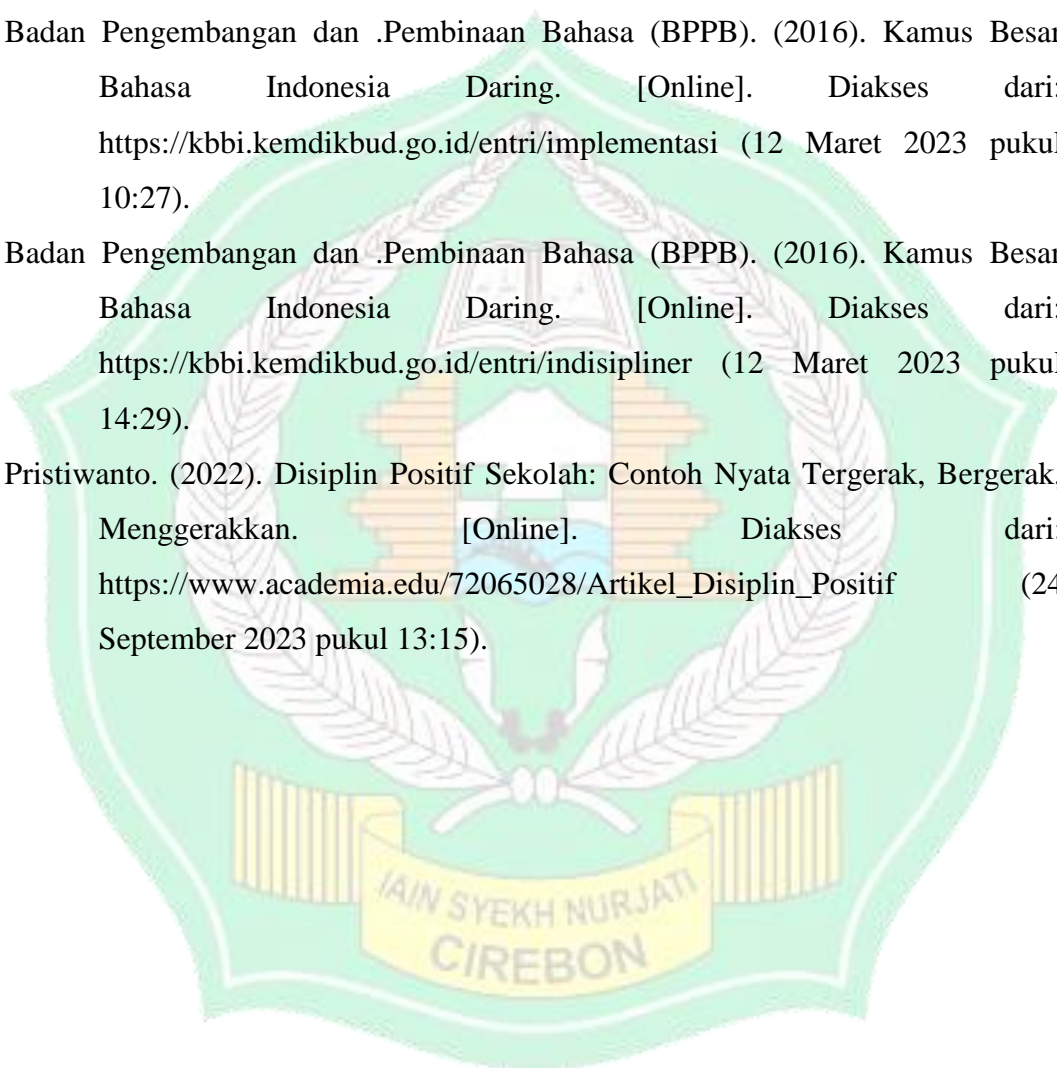 Badan Pengembangan dan .Pembinaan Bahasa (BPPB). (2016). Kamus Besar
Bahasa Indonesia Daring. [Online]. Diakses dari:
https://kbbi.kemdikbud.go.id/entri/implementasi (12 Maret 2023 pukul
10:27).
Badan Pengembangan dan .Pembinaan Bahasa (BPPB). (2016). Kamus Besar
Bahasa Indonesia Daring. [Online]. Diakses dari:
https://kbbi.kemdikbud.go.id/entri/indisipliner (12 Maret 2023 pukul
14:29).
Pristiwanto. (2022). Disiplin Positif Sekolah: Contoh Nyata Tergerak, Bergerak,
Menggerakkan. [Online]. Diakses dari:
https://www.academia.edu/72065028/Artikel_Disiplin_Positif (24
September 2023 pukul 13:15).
IAIN SYEKH NURJATI
CIREBON